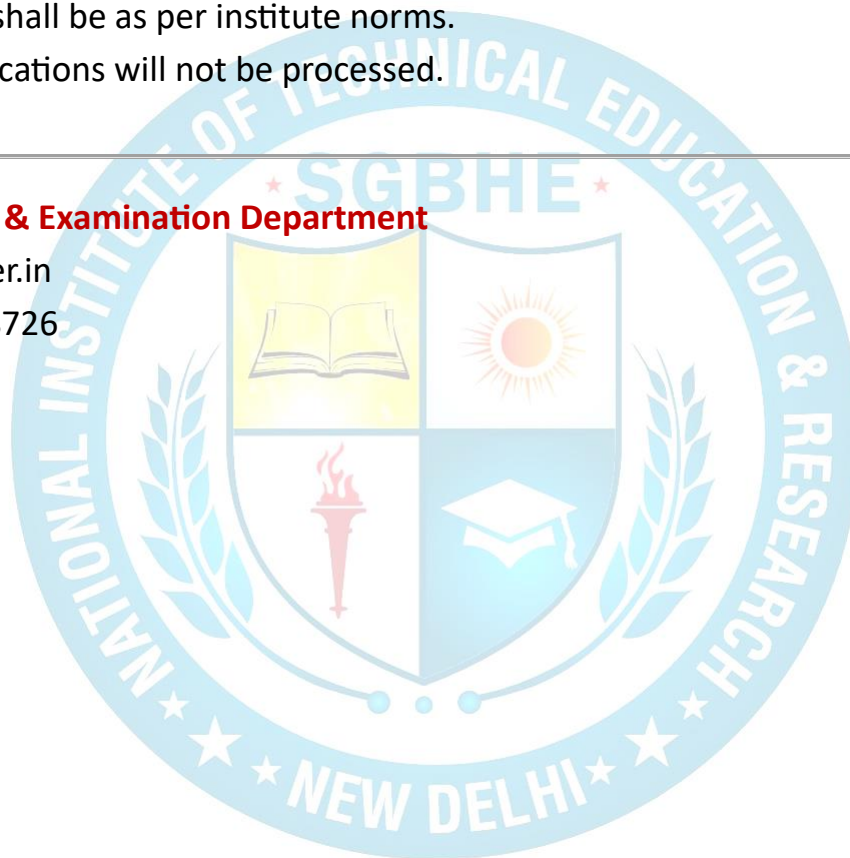 shall be as per institute norms.
cations will not be processed.
& Examination Department
er.in
726
NATIONAL INSTITUTE OF TECHNICAL EDUCATION & RESEARCH
SGBHE
NEW DELHI